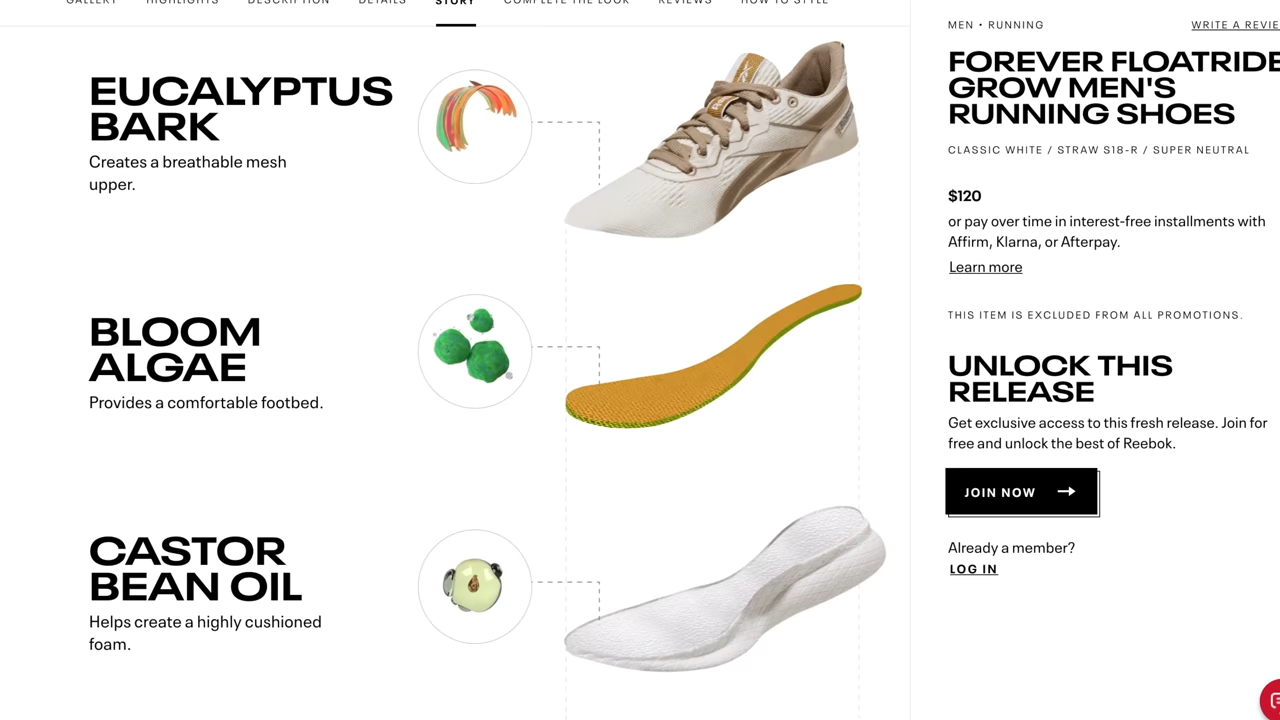 GALLERY HIGHLIGHTS DESCRIPTION DETAILS STORY COMPLETE THE LOOK REVIEWS HOW TO STYLE
EUCALYPTUS
BARK
Creates a breathable mesh
upper.
BLOOM
ALGAE
Provides a comfortable footbed.
CASTOR
BEAN OIL
Helps create a highly cushioned
foam.
MEN • RUNNING
WRITE A REVIE
FOREVER FLOATRIDE
GROW MEN'S
RUNNING SHOES
CLASSIC WHITE / STRAW S18-R / SUPER NEUTRAL
$120
or pay over time in interest-free installments with
Affirm, Klarna, or Afterpay.
Learn more
THIS ITEM IS EXCLUDED FROM ALL PROMOTIONS.
UNLOCK THIS
RELEASE
Get exclusive access to this fresh release. Join for
free and unlock the best of Reebok.
JOIN NOW
Already a member?
LOG IN